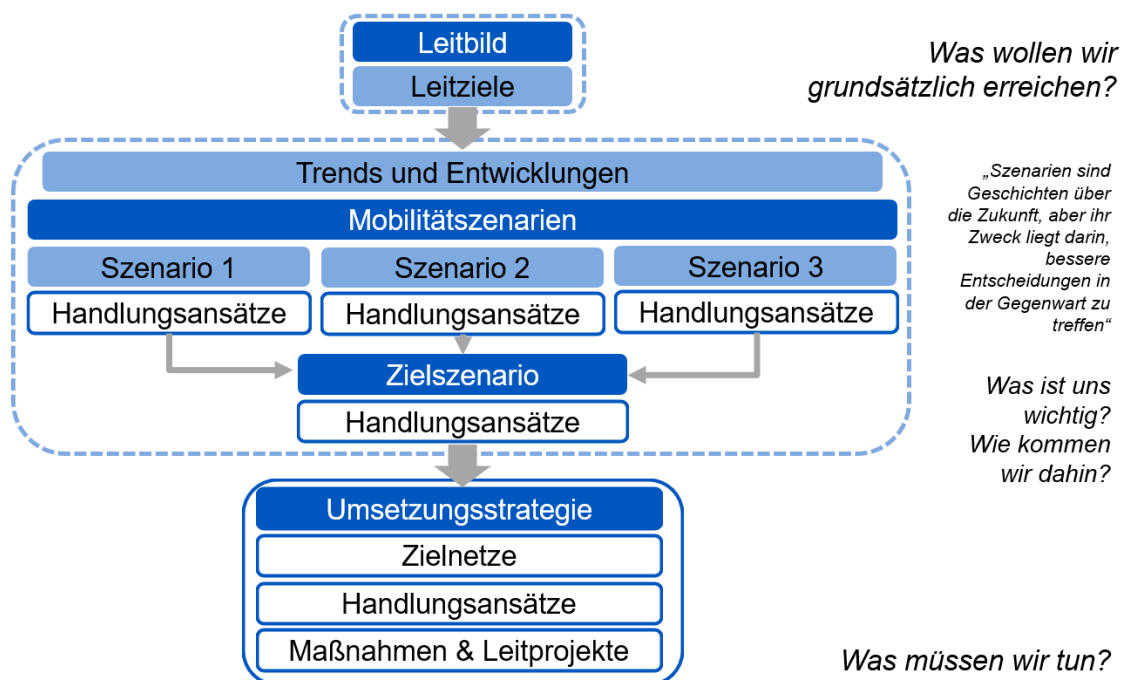 Leitbild
Leitziele
Was wollen wir
grundsätzlich erreichen?
Trends und Entwicklungen
Mobilitätszenarien
Szenario 1
Szenario 2
Szenario 3
Handlungsansätze
Handlungsansätze
Handlungsansätze
„Szenarien sind
Geschichten über
die Zukunft, aber ihr
Zweck liegt darin,
bessere
Entscheidungen in
der Gegenwart zu
treffen“
Zielszenario
Handlungsansätze
Was ist uns
wichtig?
Wie kommen
wir dahin?
Umsetzungsstrategie
Zielnetze
Handlungsansätze
Maßnahmen & Leitprojekte
Was müssen wir tun?